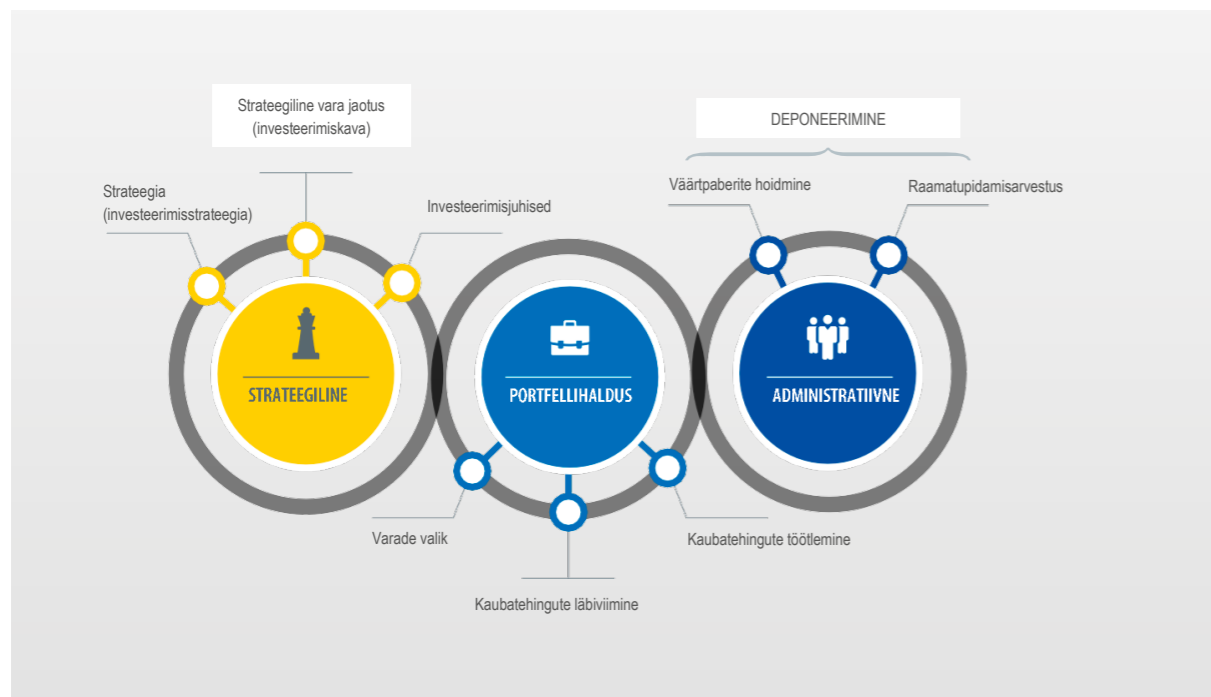 Strateegiline vara jaotus
(investeerimiskava)
DEPONEERIMINE
Strateegia
(investeerimisstrateegia)
Investeerimisjuhised
Väärtpaberite hoidmine
Raamatupidamisarvestus
STRATEEGILINE
PORTFELLIHALDUS
ADMINISTRATIIVNE
Varade valik
Kaubatehingute töötlemine
Kaubatehingute läbiviimine